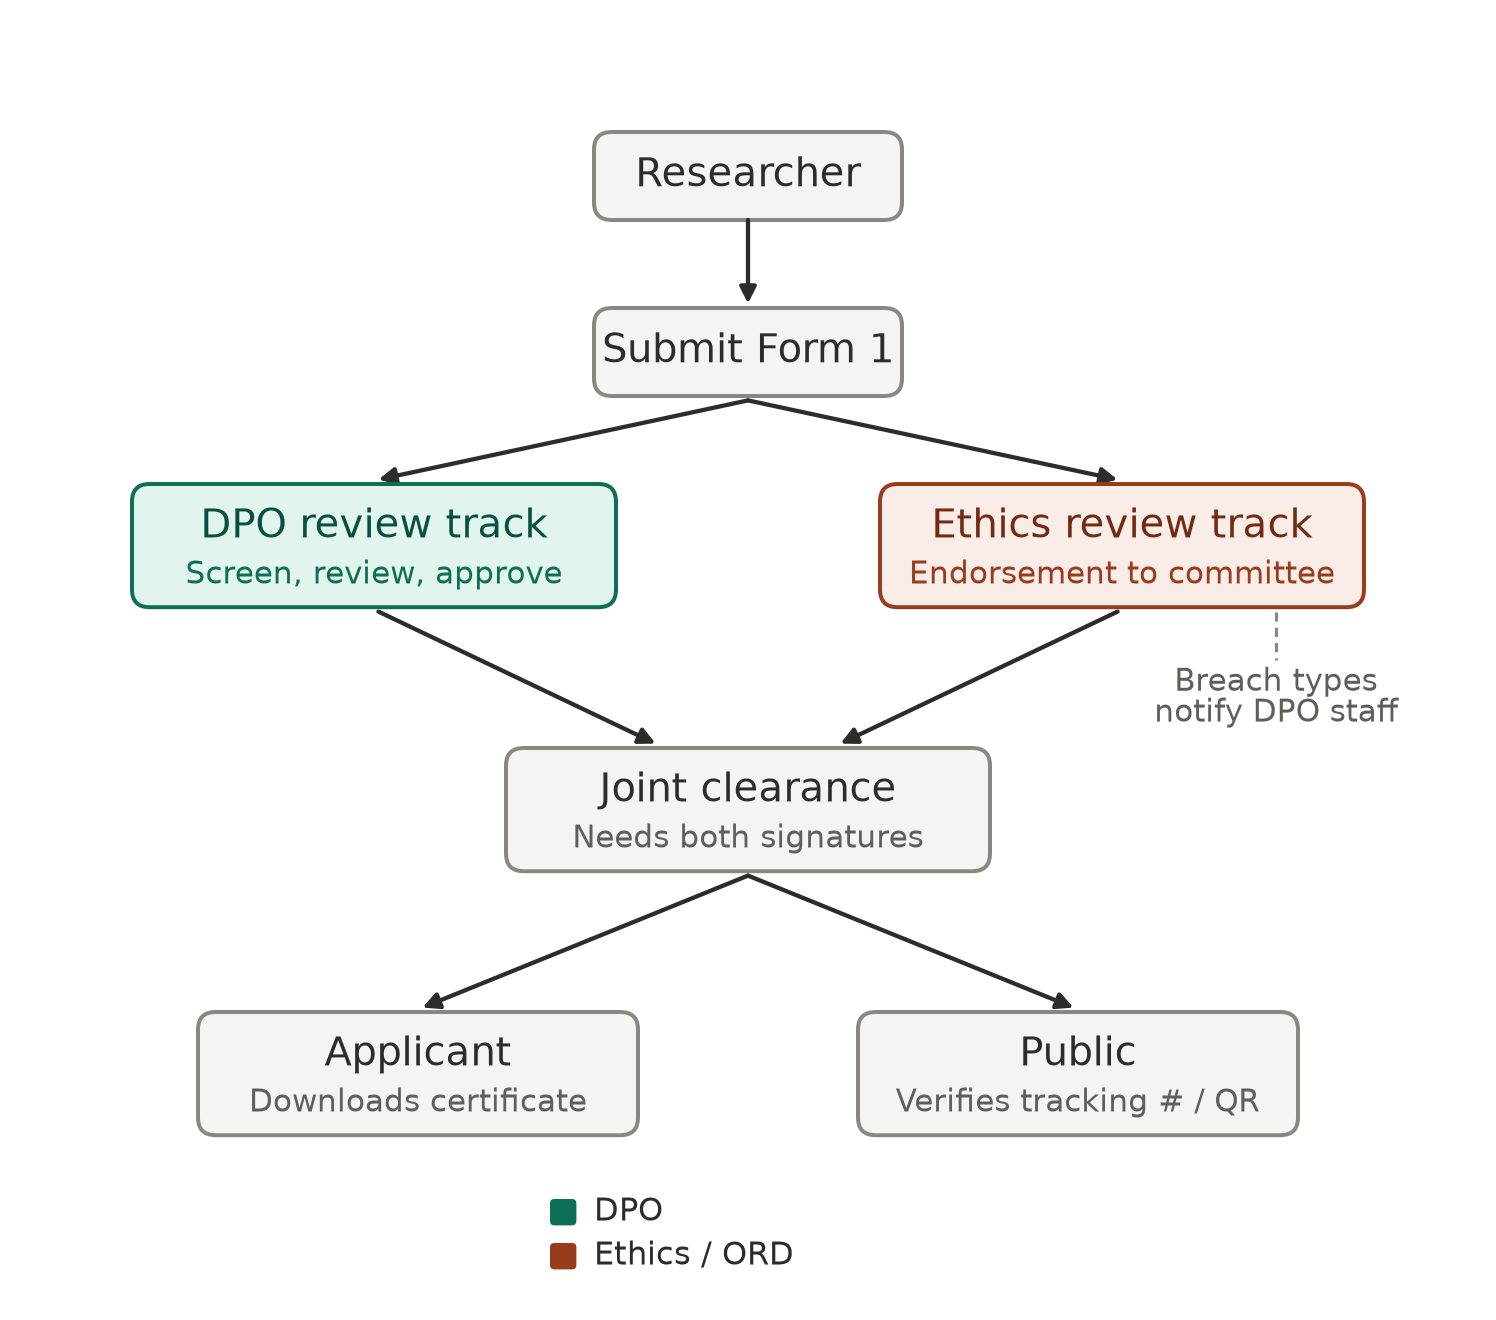 Researcher
Submit Form 1
DPO review track
Screen, review, approve
Ethics review track
Endorsement to committee
Breach types
notify DPO staff
Joint clearance
Needs both signatures
Applicant
Downloads certificate
Public
Verifies tracking # / QR
DPO
Ethics / ORD